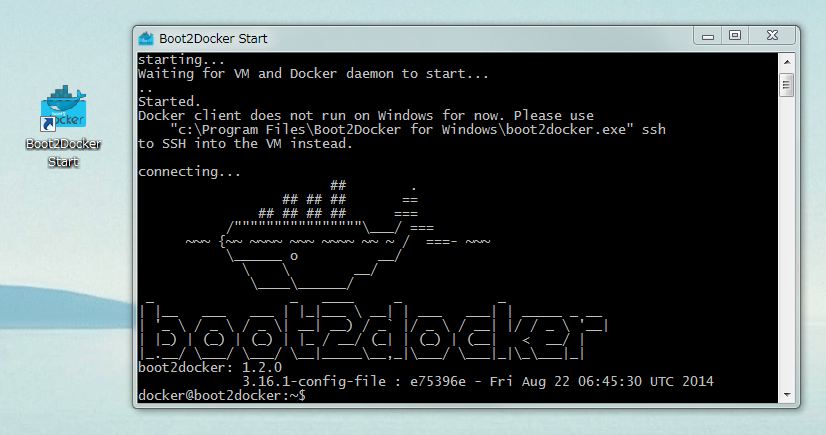 Boot2Docker Start
starting...
Waiting for VM and Docker daemon to start...
..
Started.
Docker client does not run on Windows for now. Please use
"c:\Program Files\Boot2Docker for Windows\boot2docker.exe" ssh
to SSH into the VM instead.
connecting...
boot2docker
boot2docker: 1.2.0
3.16.1-config-file : e75396e - Fri Aug 22 06:45:30 UTC 2014
docker@boot2docker:~$
boot2
docker
Boot2Docker
Start